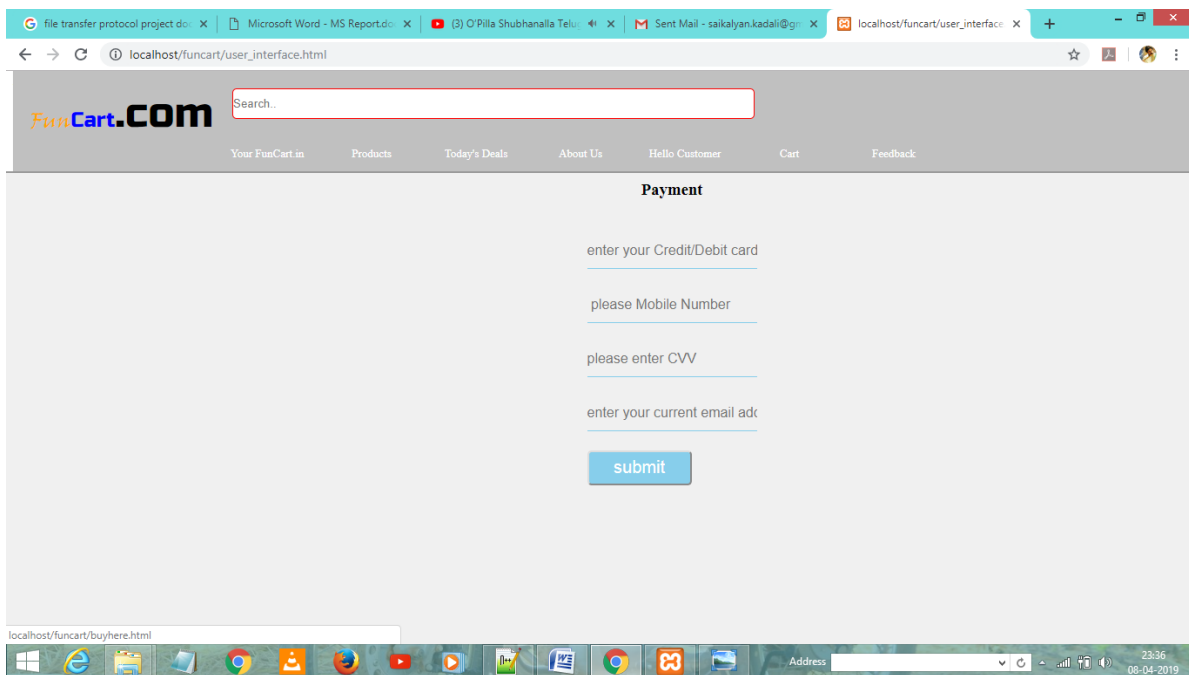 file transfer protocol project doc
Microsoft Word - MS Report.do
(3) O'Pilla Shubhanalla Telu
Sent Mail - saikalyan.kadali@gm
localhost/funcart/user_interface
localhost/funcart/user_interface.html
FunCart.com
Search..
Your FunCart.in Products Today's Deals About Us Hello Customer Cart Feedback
Payment
enter your Credit/Debit card
please Mobile Number
please enter CVV
enter your current email add
submit
localhost/funcart/buyhere.html
Address
23:36
08-04-2019